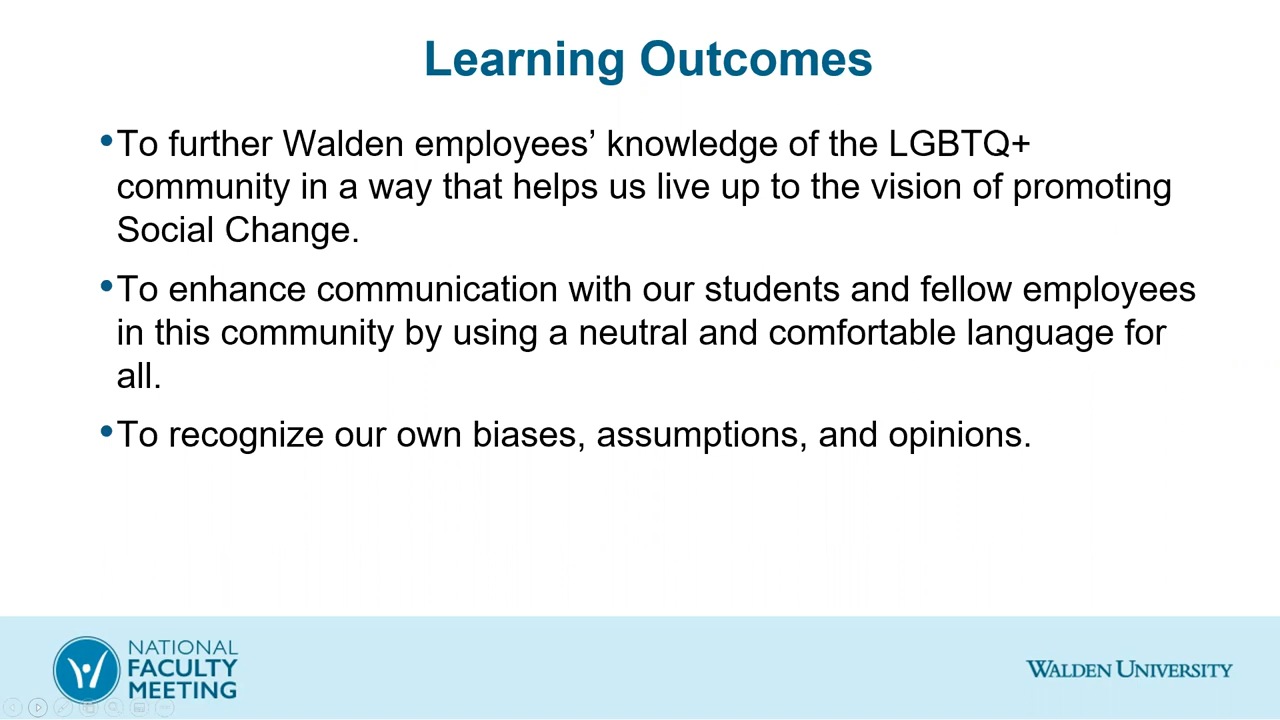 Learning Outcomes
•To further Walden employees’ knowledge of the LGBTQ+
community in a way that helps us live up to the vision of promoting
Social Change.
•To enhance communication with our students and fellow employees
in this community by using a neutral and comfortable language for
all.
•To recognize our own biases, assumptions, and opinions.
NATIONAL
FACULTY
MEETING
WALDEN UNIVERSITY